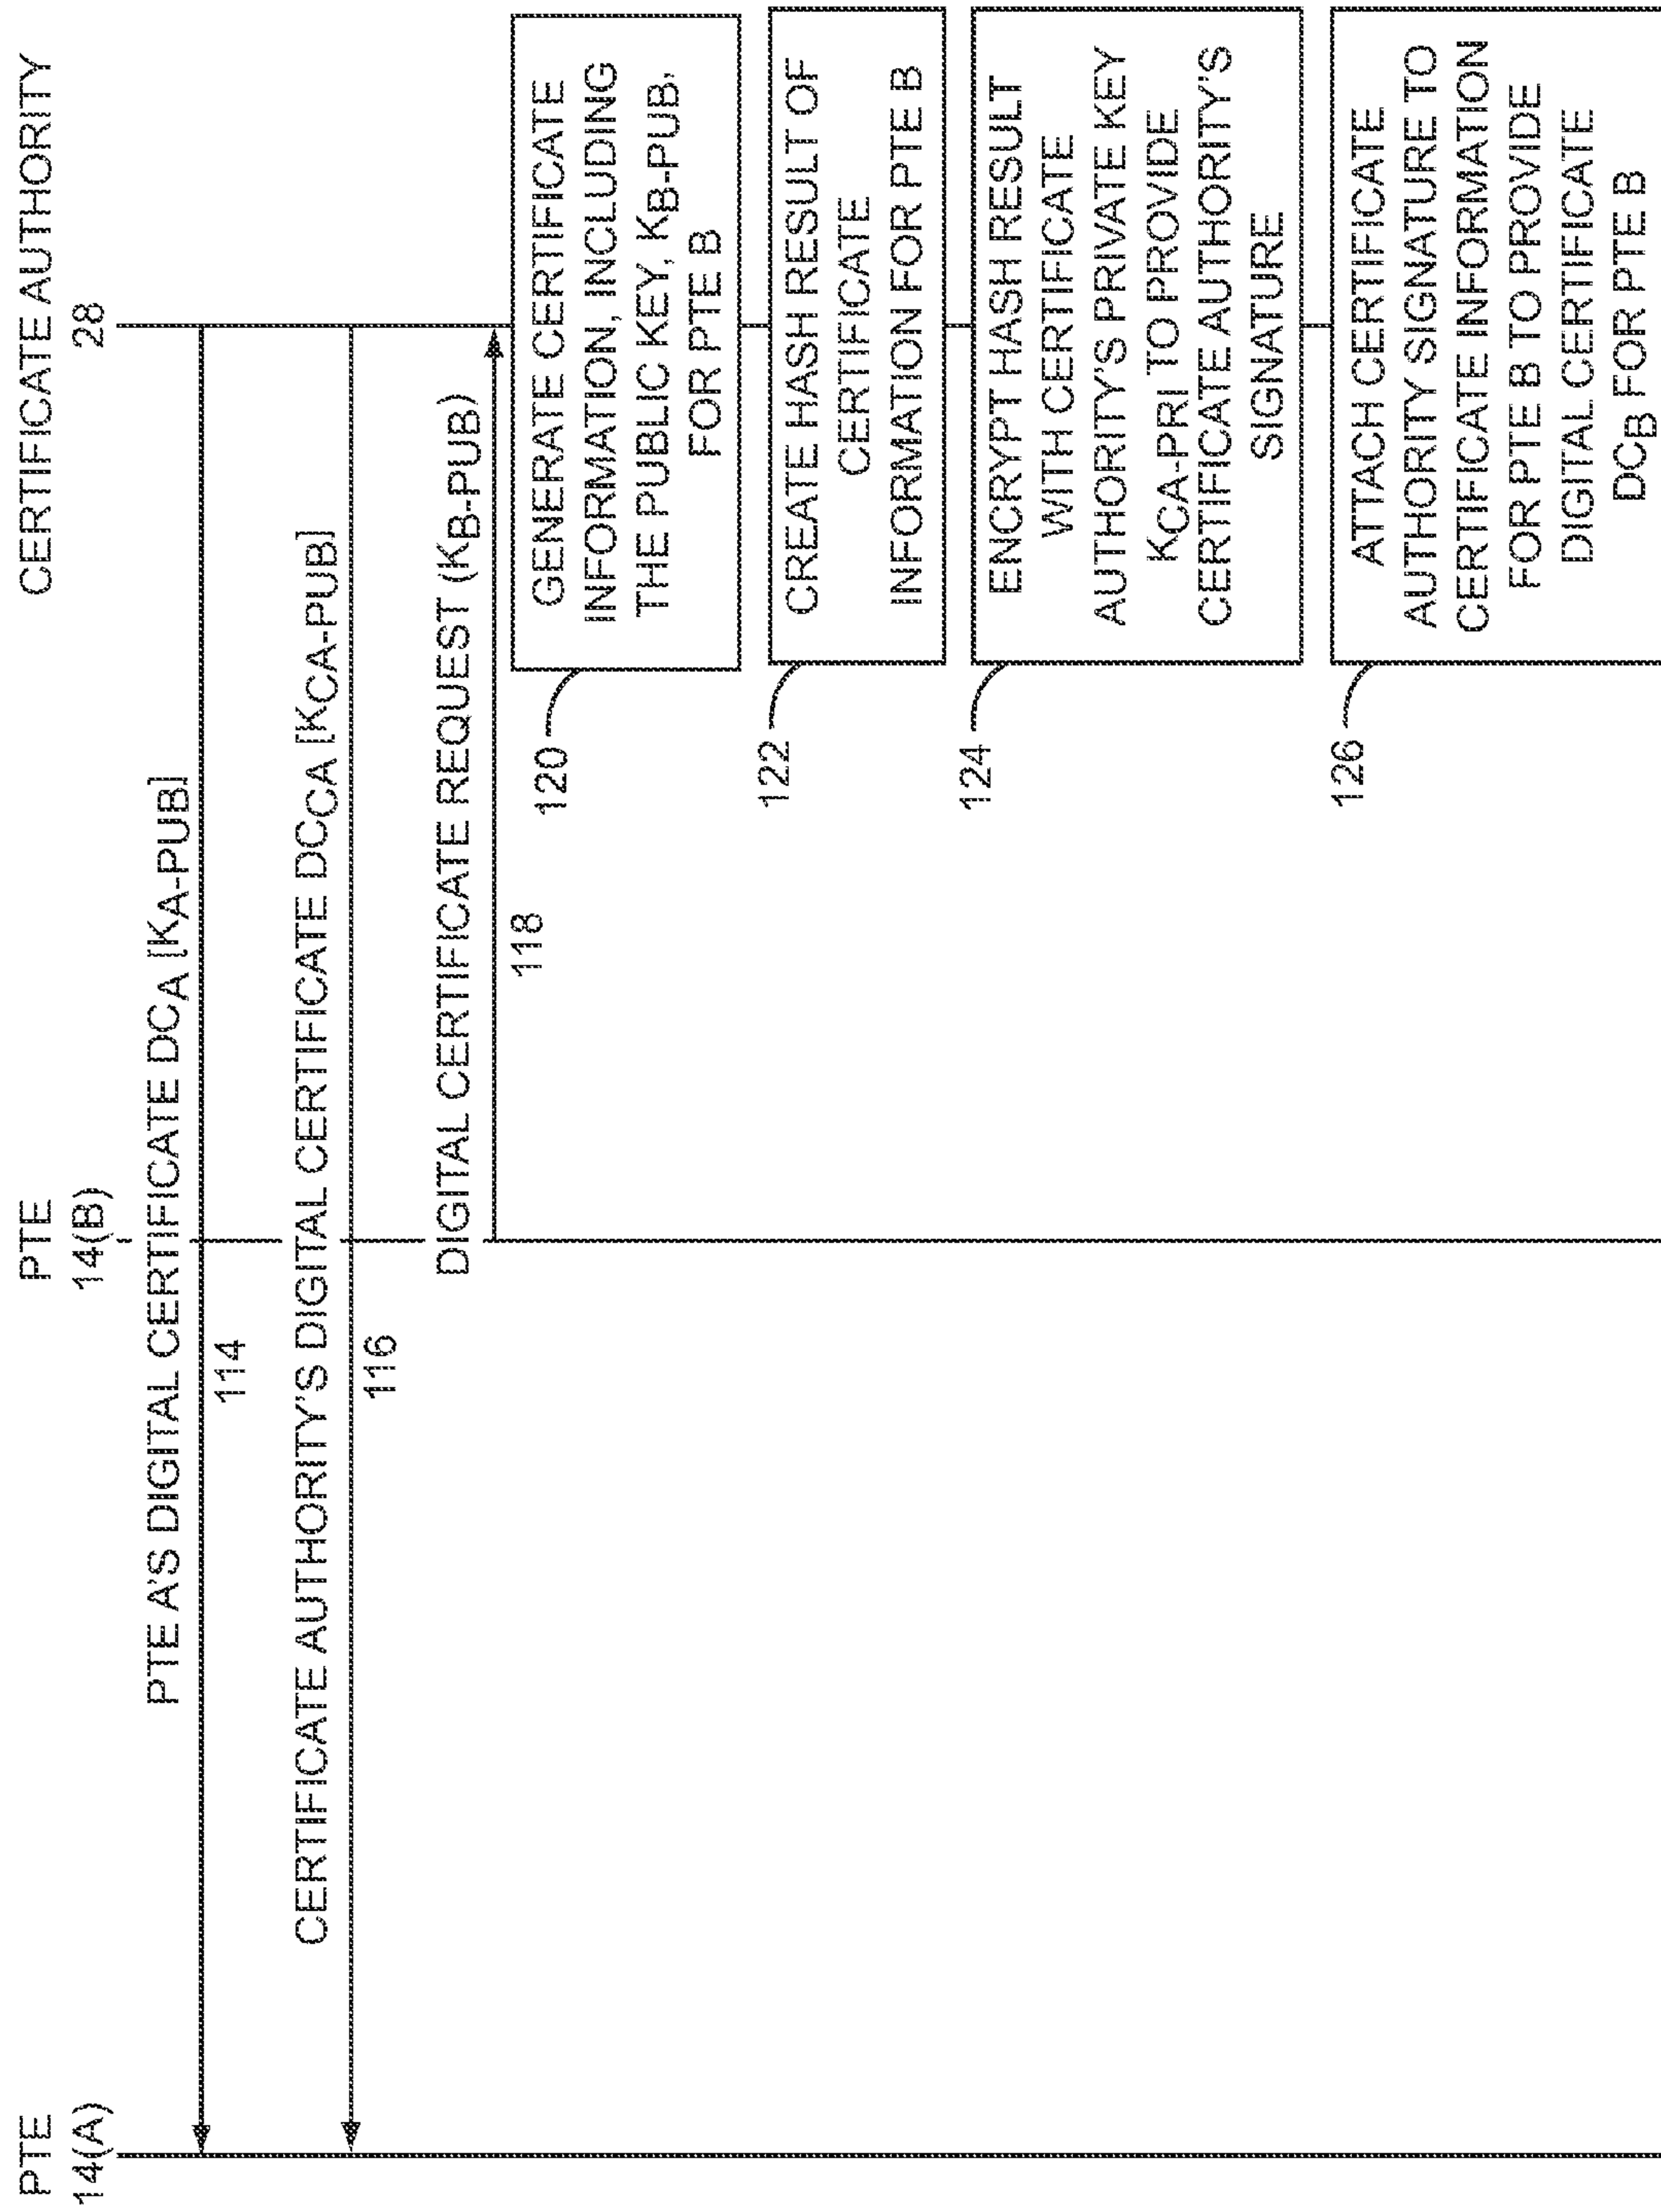 PTE
14(A)
PTE
14(B)
CERTIFICATE AUTHORITY
28
PTE A'S DIGITAL CERTIFICATE DCA [KA-PUB]
114
CERTIFICATE AUTHORITY'S DIGITAL CERTIFICATE DCCA [KCA-PUB]
116
DIGITAL CERTIFICATE REQUEST (KB-PUB)
118
120
GENERATE CERTIFICATE
INFORMATION, INCLUDING
THE PUBLIC KEY, KB-PUB,
FOR PTE B
122
CREATE HASH RESULT OF
CERTIFICATE
INFORMATION FOR PTE B
124
ENCRYPT HASH RESULT
WITH CERTIFICATE
AUTHORITY'S PRIVATE KEY
KCA-PRI TO PROVIDE
CERTIFICATE AUTHORITY'S
SIGNATURE
126
ATTACH CERTIFICATE
AUTHORITY SIGNATURE TO
CERTIFICATE INFORMATION
FOR PTE B TO PROVIDE
DIGITAL CERTIFICATE
DCB FOR PTE B